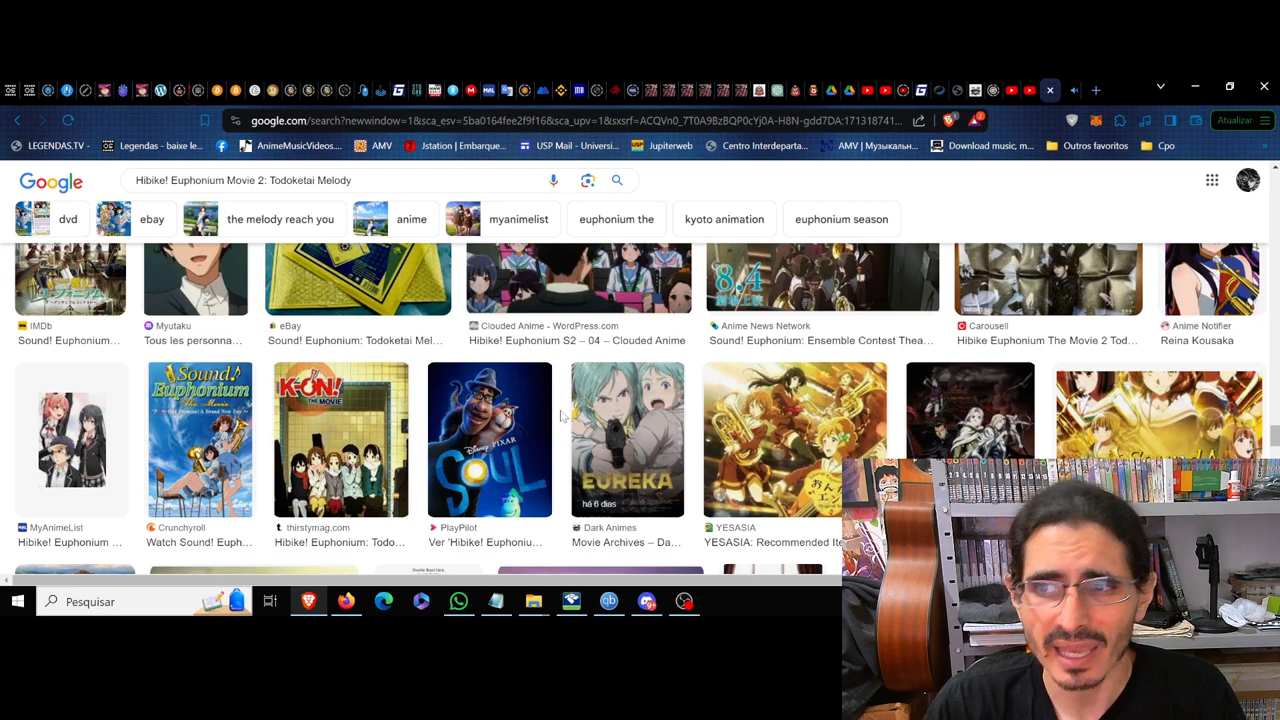 google.com/search?newwindow=1&sca_esv=5ba0164fee2f9f16&sca_upv=1&sxsrf=ACQVn0_7T0A9BzBQP0cYj0A-H8N-gdd7DA:171318741...
Atualizar
LEGENDAS.TV -
Legendas - baixe le...
AnimeMusicVideos....
AMV
Jstation | Embarque...
USP Mail - Universi...
Jupiterweb
Centro Interdeparta...
AMV | Музыкальн...
Download music, m...
Outros favoritos
Cpo
Google
Hibike! Euphonium Movie 2: Todoketai Melody
dvd
ebay
the melody reach you
anime
myanimelist
euphonium the
kyoto animation
euphonium season
8.4
IMDb
Sound! Euphonium...
Myutaku
Tous les personna...
eBay
Sound! Euphonium: Todoketai Mel...
Clouded Anime - WordPress.com
Hibike! Euphonium S2 – 04 – Clouded Anime
Anime News Network
Sound! Euphonium: Ensemble Contest Thea...
Carousell
Hibike Euphonium The Movie 2 Tod...
Anime Notifier
Reina Kousaka
Sound!
Euphonium
The Movie
K-ON!
THE MOVIE
Disney PIXAR
SOUL
EUREKA
há 6 dias
MyAnimeList
Hibike! Euphonium ...
Crunchyroll
Watch Sound! Euph...
thirstymag.com
Hibike! Euphonium: Todo...
PlayPilot
Ver 'Hibike! Euphoniu...
Dark Animes
Movie Archives – Da...
YESASIA
YESASIA: Recommended Ite
Pesquisar